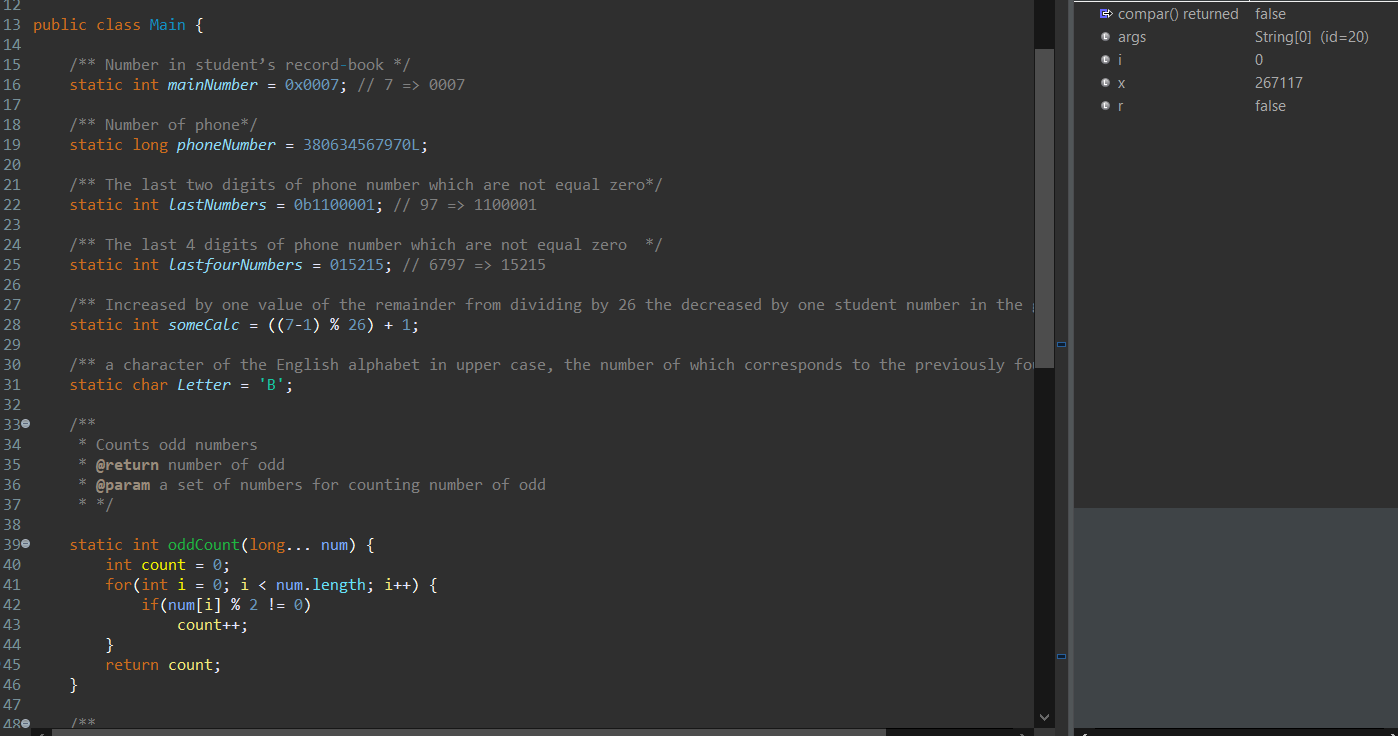 12
13 public class Main {
14
15 /** Number in student’s record-book */
16 static int mainNumber = 0x0007; // 7 => 0007
17
18 /** Number of phone*/
19 static long phoneNumber = 380634567970L;
20
21 /** The last two digits of phone number which are not equal zero*/
22 static int lastNumbers = 0b1100001; // 97 => 1100001
23
24 /** The last 4 digits of phone number which are not equal zero  */
25 static int lastfourNumbers = 015215; // 6797 => 15215
26
27 /** Increased by one value of the remainder from dividing by 26 the decreased by one student number in the
28 static int someCalc = ((7-1) % 26) + 1;
29
30 /** a character of the English alphabet in upper case, the number of which corresponds to the previously fo
31 static char Letter = 'B';
32
33 /**
34 * Counts odd numbers
35 * @return number of odd
36 * @param a set of numbers for counting number of odd
37 * */
38
39 static int oddCount(long... num) {
40 int count = 0;
41 for(int i = 0; i < num.length; i++) {
42 if(num[i] % 2 != 0)
43 count++;
44 }
45 return count;
46 }
47
48 /**
compar() returned false
args String[0] (id=20)
i 0
x 267117
r false